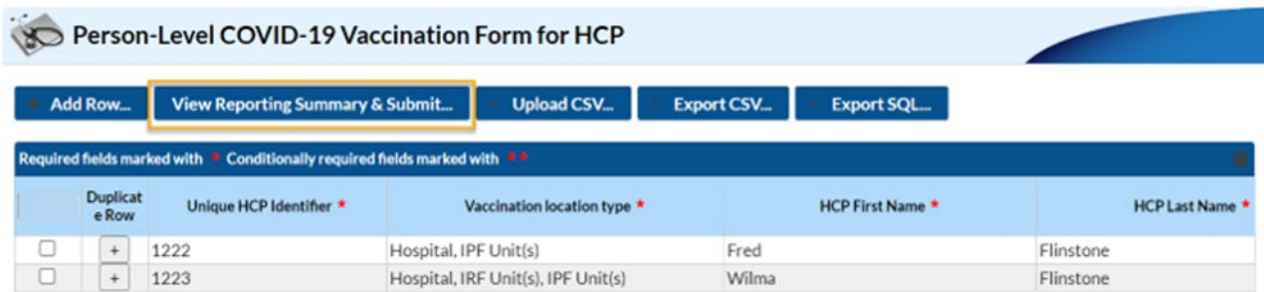 Person-Level COVID-19 Vaccination Form for HCP
Add Row... View Reporting Summary & Submit... Upload CSV... Export CSV... Export SQL...
Required fields marked with * Conditionally required fields marked with **
Duplicat
e Row Unique HCP Identifier * Vaccination location type * HCP First Name * HCP Last Name *
+ 1222 Hospital, IPF Unit(s) Fred Flinstone
+ 1223 Hospital, IRF Unit(s), IPF Unit(s) Wilma Flinstone